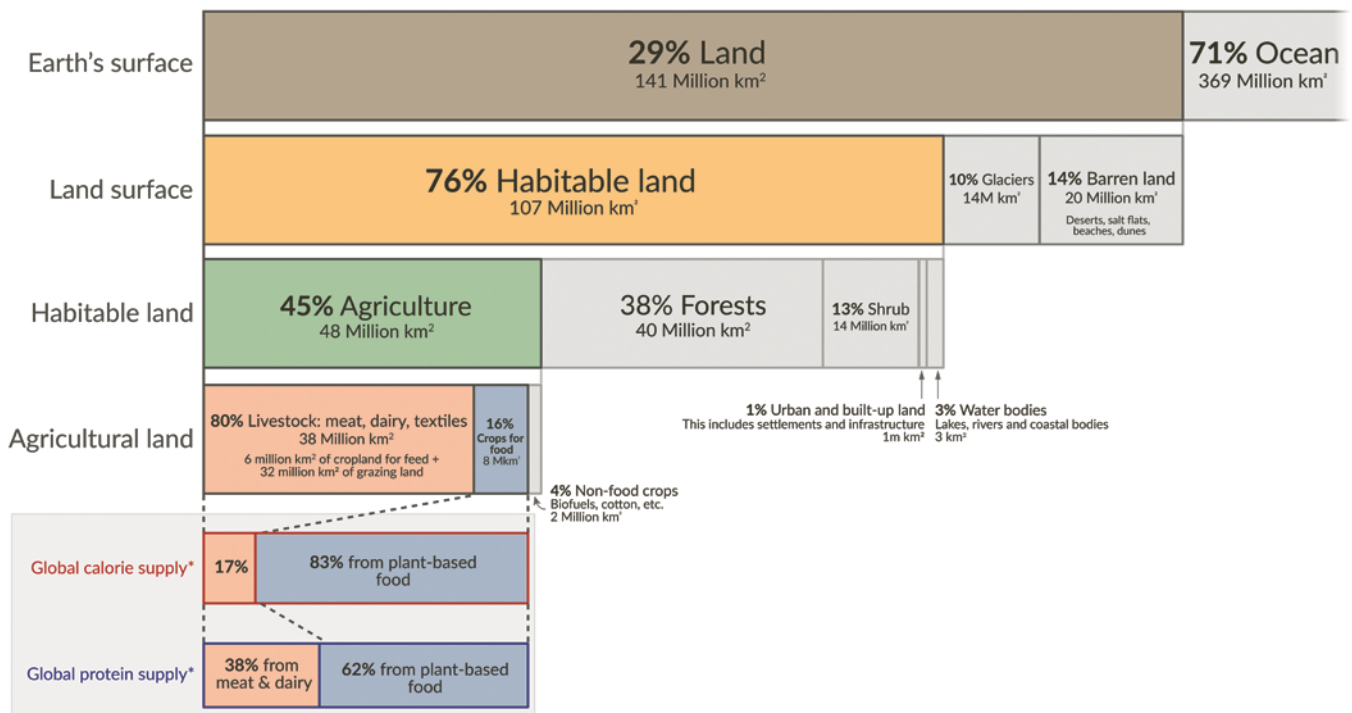 Earth's surface
29% Land
141 Million km²
71% Ocean
369 Million km²
Land surface
76% Habitable land
107 Million km²
10% Glaciers
14M km²
14% Barren land
20 Million km²
Deserts, salt flats,
beaches, dunes
Habitable land
45% Agriculture
48 Million km²
38% Forests
40 Million km²
13% Shrub
14 Million km²
1% Urban and built-up land
This includes settlements and infrastructure
1m km²
3% Water bodies
Lakes, rivers and coastal bodies
3 km²
Agricultural land
80% Livestock: meat, dairy, textiles
38 Million km²
6 million km² of cropland for feed +
32 million km² of grazing land
16%
Crops for
food
8 Mkm²
4% Non-food crops
Biofuels, cotton, etc.
2 Million km²
Global calorie supply*
17%
83% from plant-based
food
Global protein supply*
38% from
meat & dairy
62% from plant-based
food